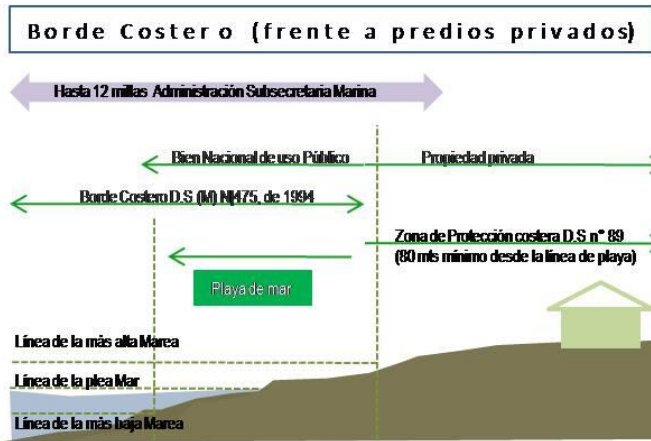 Borde Costero (frente a predios privados)
Hasta 12 millas Administración Subsecretaria Marina
Bien Nacional de uso Público
Propiedad privada
Borde Costero D.S (M) N|475, de 1994
Zona de Protección costera D.S n° 89
(80 mts mínimo desde la línea de playa)
Playa de mar
Línea de la más alta Marea
Línea de la plea Mar
Línea de la más baja Marea